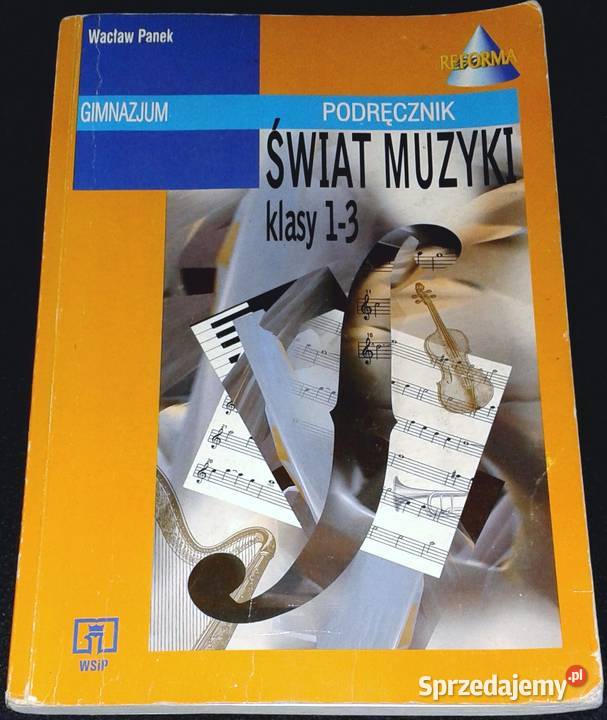 Wacław Panek
REFORMA
GIMNAZJUM
PODRĘCZNIK
ŚWIAT MUZYKI
klasy 1-3
WSiP
Sprzedajemy.pl